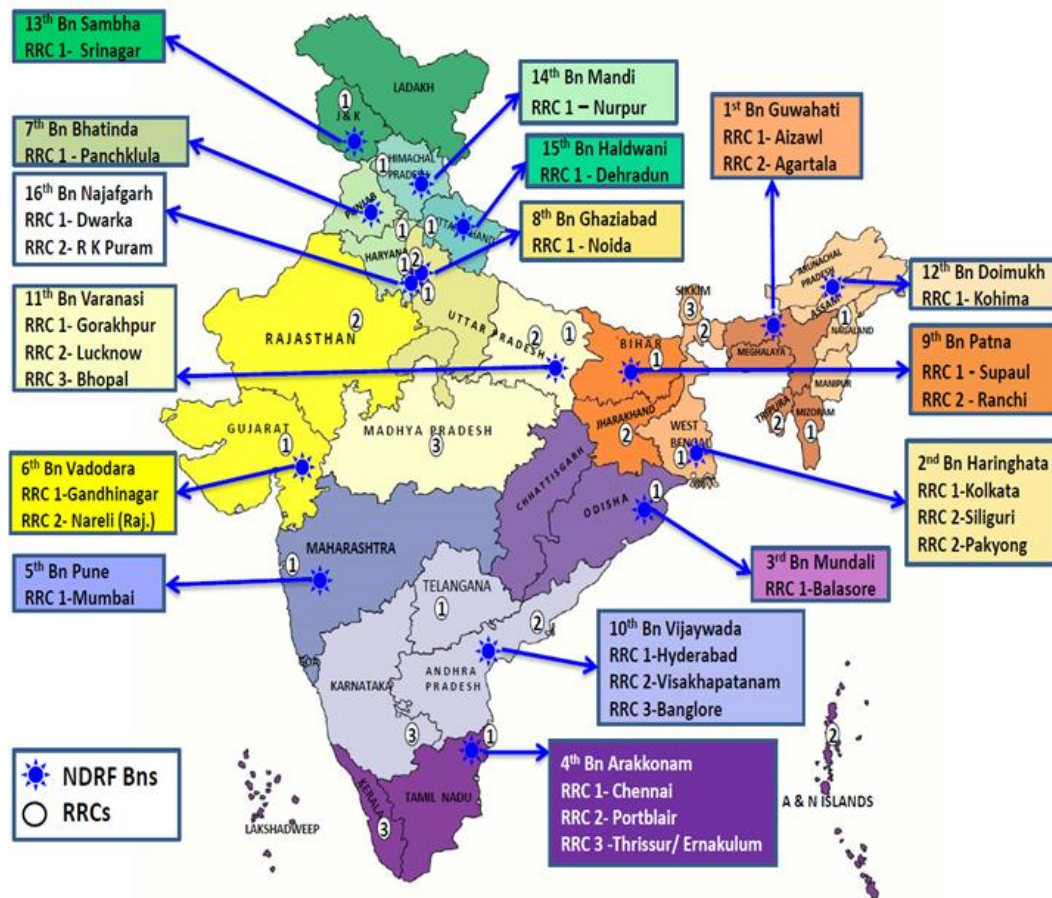 13th Bn Sambha
RRC 1- Srinagar
14th Bn Mandi
RRC 1 – Nurpur
1st Bn Guwahati
RRC 1- Aizawl
RRC 2- Agartala
7th Bn Bhatinda
RRC 1 - Panchklula
15th Bn Haldwani
RRC 1 - Dehradun
16th Bn Najafgarh
RRC 1- Dwarka
RRC 2- R K Puram
8th Bn Ghaziabad
RRC 1 - Noida
12th Bn Doimukh
RRC 1- Kohima
11th Bn Varanasi
RRC 1- Gorakhpur
RRC 2- Lucknow
RRC 3- Bhopal
9th Bn Patna
RRC 1 - Supaul
RRC 2 - Ranchi
6th Bn Vadodara
RRC 1-Gandhinagar
RRC 2- Nareli (Raj.)
2nd Bn Haringhata
RRC 1-Kolkata
RRC 2-Siliguri
RRC 2-Pakyong
5th Bn Pune
RRC 1-Mumbai
3rd Bn Mundali
RRC 1-Balasore
10th Bn Vijaywada
RRC 1-Hyderabad
RRC 2-Visakhapatanam
RRC 3-Banglore
4th Bn Arakkonam
RRC 1- Chennai
RRC 2- Portblair
RRC 3 -Thrissur/ Ernakulum
NDRF Bns
RRCs
LADAKH
1
J & K
1
HIMACHAL
PRADESH
PUNJAB
1
1
HARYANA
1
2
1
RAJASTHAN
2
UTTAR PRADESH
2
1
SIKKIM
3
2
ARUNACHAL
PRADESH
ASSAM
1
NAGALAND
BIHAR
1
MEGHALAYA
MANIPUR
TRIPURA
2
MIZORAM
1
GUJARAT
1
MADHYA PRADESH
3
JHARKHAND
2
WEST
BENGAL
1
CHHATTISGARH
ODISHA
1
MAHARASHTRA
1
TELANGANA
1
2
GOA
KARNATAKA
ANDHRA
PRADESH
3
1
KERALA
3
TAMIL NADU
LAKSHADWEEP
2
A & N ISLANDS